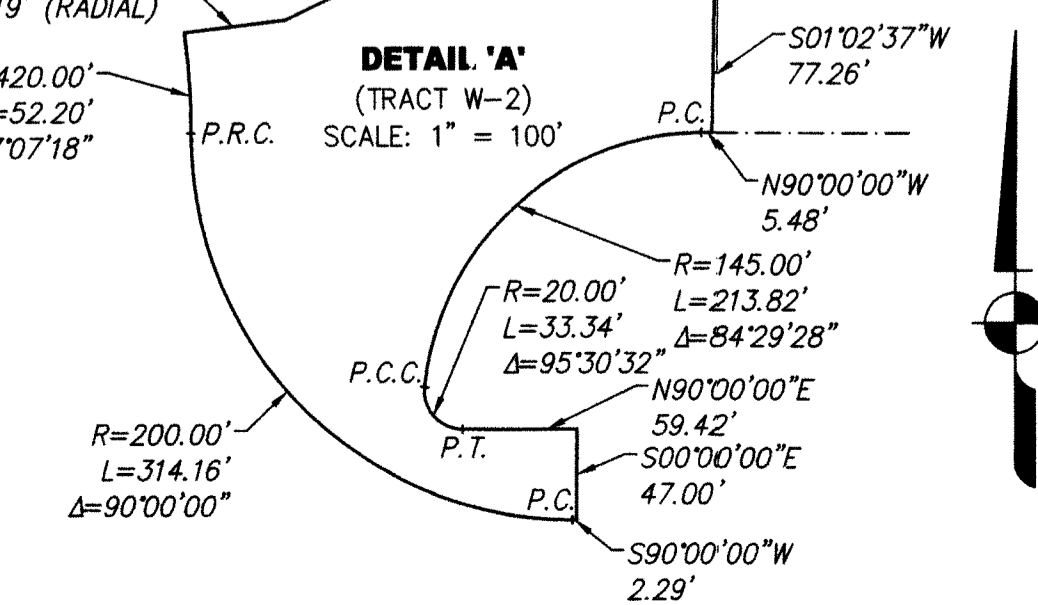 19' (RADIAL)
420.00'
=52.20'
7°07'18"
P.R.C.
DETAIL 'A'
(TRACT W-2)
SCALE: 1" = 100'
P.C.
S01°02'37"W
77.26'
N90°00'00"W
5.48'
R=145.00'
L=213.82'
Δ=84°29'28"
R=20.00'
L=33.34'
Δ=95°30'32"
P.C.C.
N90°00'00"E
59.42'
P.T.
S00°00'00"E
47.00'
R=200.00'
L=314.16'
Δ=90°00'00"
P.C.
S90°00'00"W
2.29'